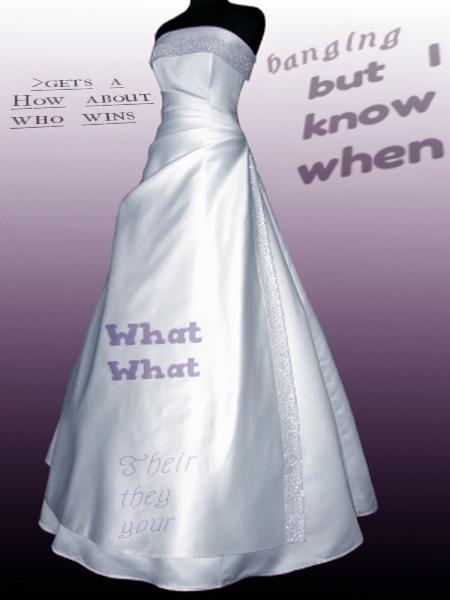 >gets a
How about
who wins
banging
but I
know
when
What
What
Their
they
your